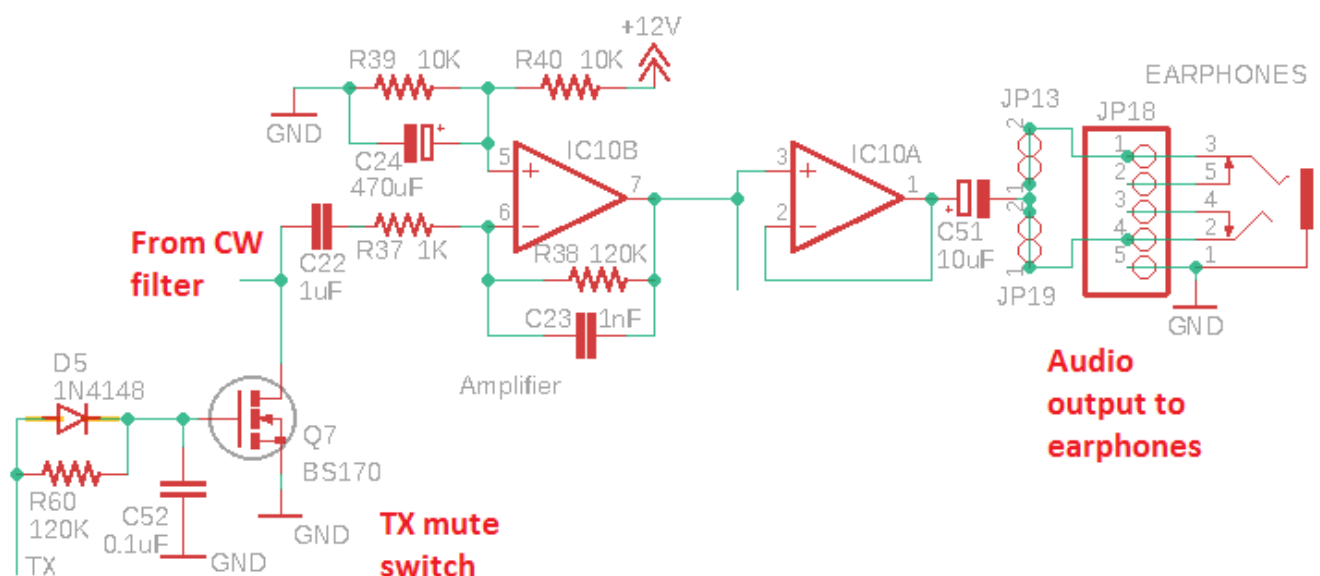 +12V
R39 10K
R40 10K
EARPHONES
GND
C24
470uF
5
IC10B
7
6
3
IC10A
1
2
JP13
2
1
2
1
JP19
JP18
1
2
3
4
5
3
5
4
2
1
C51
10uF
+
GND
From CW
filter
C22
1uF
R37 1K
R38 120K
C23 1nF
Amplifier
Audio
output to
earphones
D5
1N4148
Q7
BS170
R60
120K
C52
0.1uF
GND
GND
TX
TX mute
switch